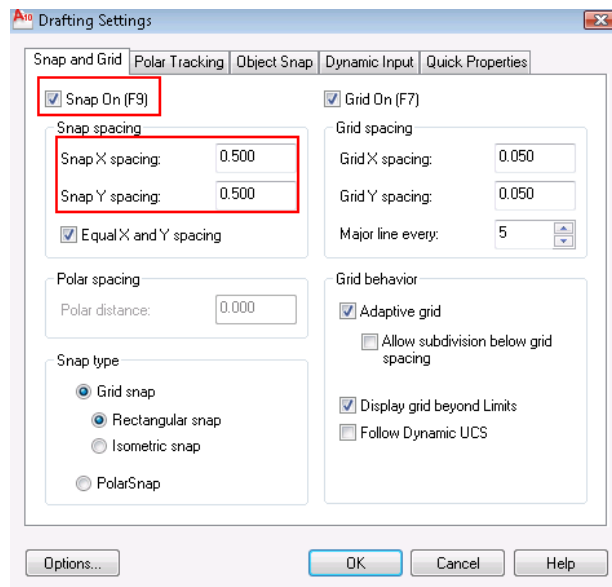 A10 Drafting Settings
Snap and Grid Polar Tracking Object Snap Dynamic Input Quick Properties
Snap On (F9)
Snap spacing
Snap X spacing: 0.500
Snap Y spacing: 0.500
Equal X and Y spacing
Polar spacing
Polar distance: 0.000
Snap type
Grid snap
Rectangular snap
Isometric snap
PolarSnap
Grid On (F7)
Grid spacing
Grid X spacing: 0.050
Grid Y spacing: 0.050
Major line every: 5
Grid behavior
Adaptive grid
Allow subdivision below grid
spacing
Display grid beyond Limits
Follow Dynamic UCS
Options... OK Cancel Help